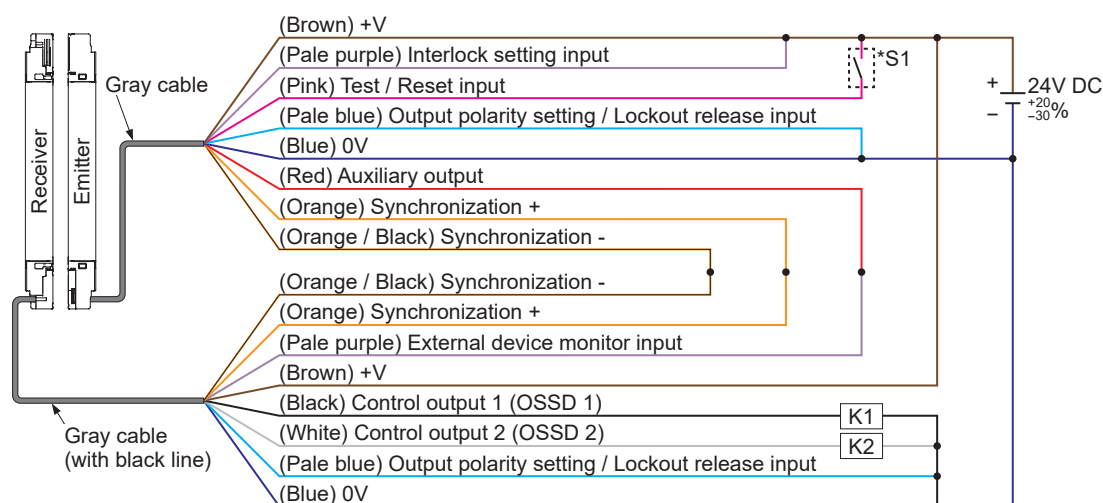 (Brown) +V
(Pale purple) Interlock setting input
*S1
Gray cable
(Pink) Test / Reset input
+
24V DC
+20
−30%
−
(Pale blue) Output polarity setting / Lockout release input
(Blue) 0V
Receiver
Emitter
(Red) Auxiliary output
(Orange) Synchronization +
(Orange / Black) Synchronization -
(Orange / Black) Synchronization -
(Orange) Synchronization +
(Pale purple) External device monitor input
(Brown) +V
(Black) Control output 1 (OSSD 1)
K1
Gray cable
(with black line)
(White) Control output 2 (OSSD 2)
K2
(Pale blue) Output polarity setting / Lockout release input
(Blue) 0V